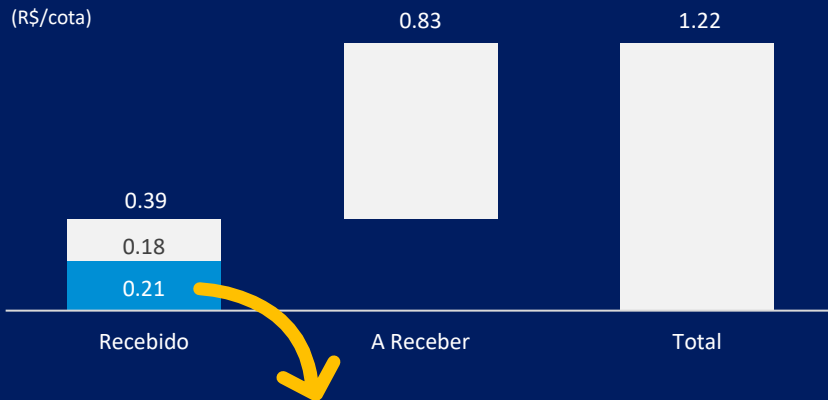 (R$/cota)
0.83
1.22
0.39
0.18
0.21
Recebido
A Receber
Total